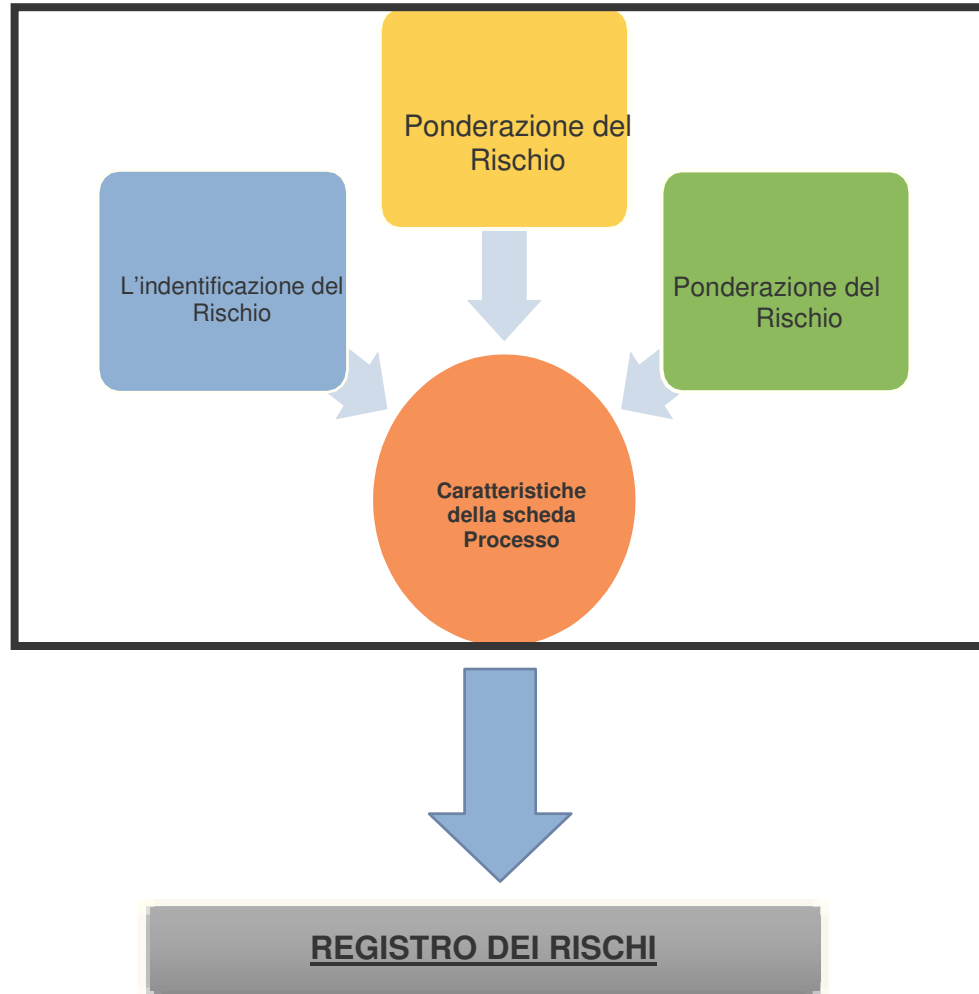 Ponderazione del
Rischio
L'indentificazione del
Rischio
Ponderazione del
Rischio
Caratteristiche
della scheda
Processo
REGISTRO DEI RISCHI